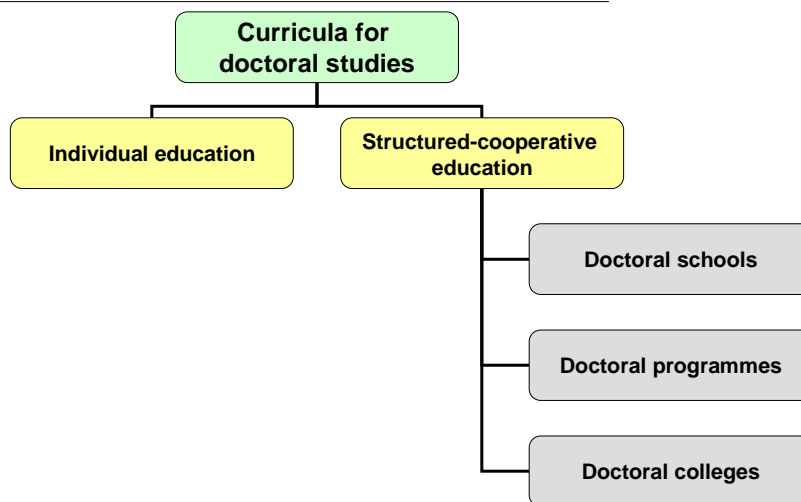 Curricula for
doctoral studies
Individual education
Structured-cooperative
education
Doctoral schools
Doctoral programmes
Doctoral colleges